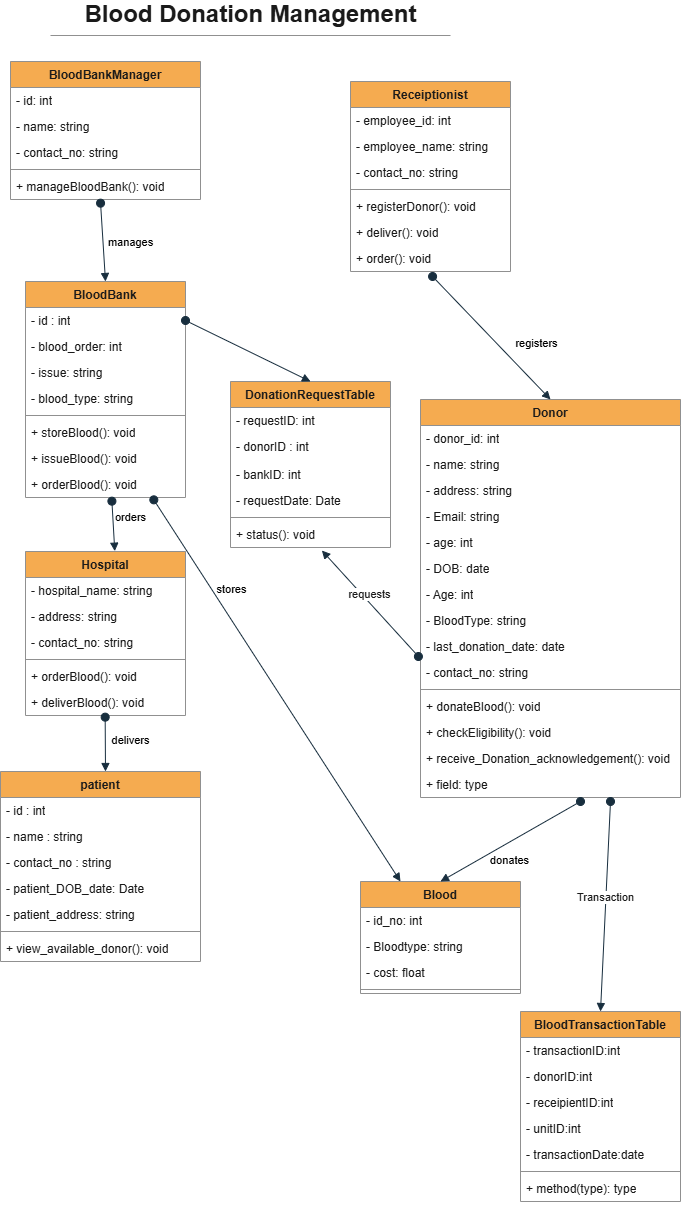 Blood Donation Management
BloodBankManager
- id: int
- name: string
- contact_no: string
+ manageBloodBank(): void
manages
Receiptionist
- employee_id: int
- employee_name: string
- contact_no: string
+ registerDonor(): void
+ deliver(): void
+ order(): void
registers
BloodBank
- id : int
- blood_order: int
- issue: string
- blood_type: string
+ storeBlood(): void
+ issueBlood(): void
+ orderBlood(): void
orders
stores
DonationRequestTable
- requestID: int
- donorID : int
- bankID: int
- requestDate: Date
+ status(): void
requests
Donor
- donor_id: int
- name: string
- address: string
- Email: string
- age: int
- DOB: date
- Age: int
- BloodType: string
- last_donation_date: date
- contact_no: string
+ donateBlood(): void
+ checkEligibility(): void
+ receive_Donation_acknowledgement(): void
+ field: type
donates
Transaction
Hospital
- hospital_name: string
- address: string
- contact_no: string
+ orderBlood(): void
+ deliverBlood(): void
delivers
patient
- id : int
- name : string
- contact_no : string
- patient_DOB_date: Date
- patient_address: string
+ view_available_donor(): void
Blood
- id_no: int
- Bloodtype: string
- cost: float
BloodTransactionTable
- transactionID:int
- donorID:int
- receipientID:int
- unitID:int
- transactionDate:date
+ method(type): type